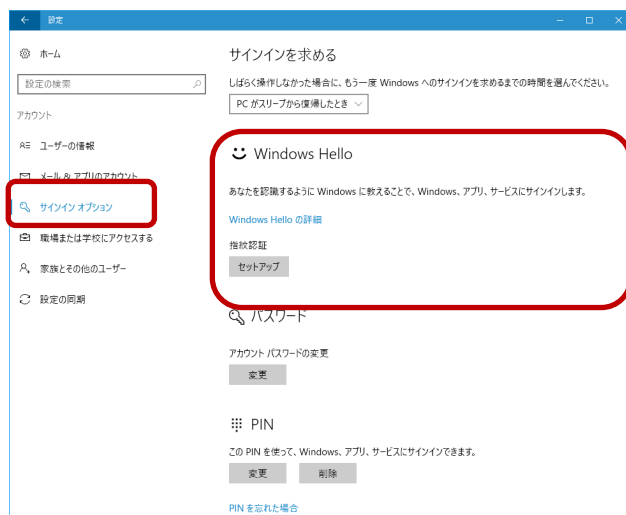 設定
ホーム
設定の検索
アカウント
ユーザーの情報
メール & アプリのアカウント
サインイン オプション
職場または学校にアクセスする
家族とその他のユーザー
設定の同期
サインインを求める
しばらく操作しなかった場合に、もう一度 Windows へのサインインを求めるまでの時間を選んでください。
PC がスリープから復帰したとき
Windows Hello
あなたを認識するように Windows に教えることで、Windows、アプリ、サービスにサインインします。
Windows Hello の詳細
指紋認証
セットアップ
パスワード
アカウント パスワードの変更
変更
PIN
この PIN を使って、Windows、アプリ、サービスにサインインできます。
変更 削除
PIN を忘れた場合